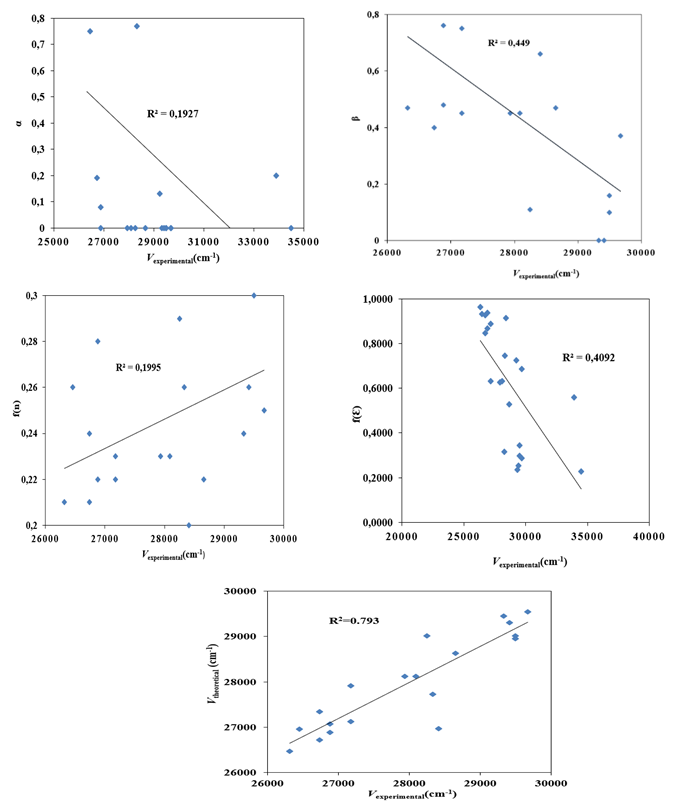 0,8
0,7
0,6
0,5
0,4
0,3
0,2
0,1
0
α
R² = 0,1927
25000 27000 29000 31000 33000 35000
Vexperimental(cm-1)
0,8
0,6
0,4
0,2
0
β
R² = 0,449
26000 27000 28000 29000 30000
Vexperimental(cm-1)
0,3
0,28
0,26
0,24
0,22
0,2
f(n)
R² = 0,1995
26000 27000 28000 29000 30000
Vexperimental(cm-1)
1,0000
0,8000
0,6000
0,4000
0,2000
0,0000
f(Ɛ)
R² = 0,4092
20000 25000 30000 35000 40000
Vexperimental(cm-1)
30000
29000
28000
27000
26000
Vtheoretical (cm-1)
R²=0.793
26000 27000 28000 29000 30000
Vexperimental(cm-1)